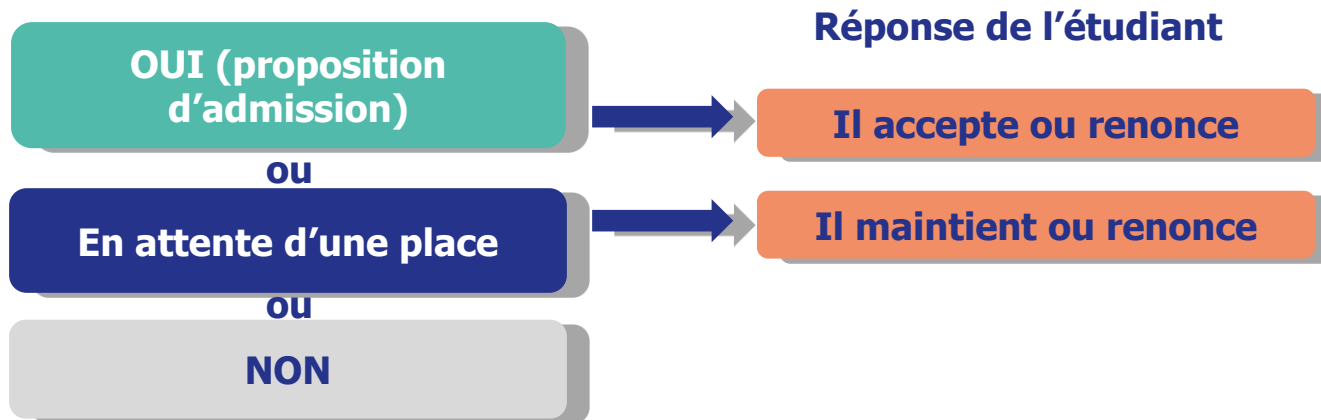 Réponse de l’étudiant
OUI (proposition
d’admission)
Il accepte ou renonce
ou
En attente d’une place
Il maintient ou renonce
ou
NON